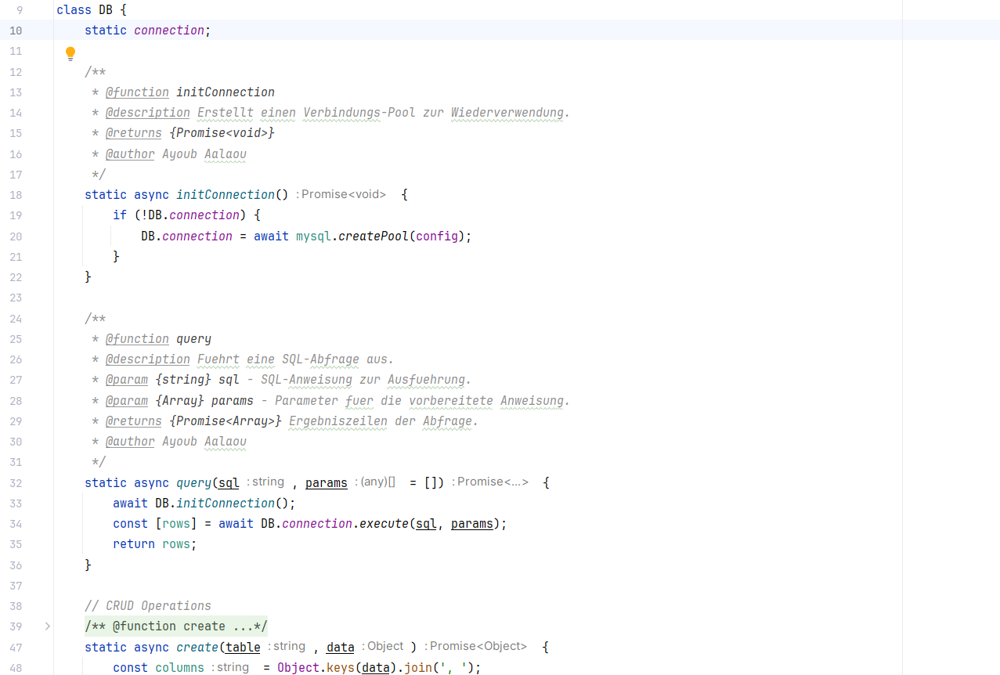 9 class DB {
10 static connection;
11
12 /**
13 * @function initConnection
14 * @description Erstellt einen Verbindungs-Pool zur Wiederverwendung.
15 * @returns {Promise<void>}
16 * @author Ayoub Aalaou
17 */
18 static async initConnection() : Promise<void> {
19 if (!DB.connection) {
20 DB.connection = await mysql.createPool(config);
21 }
22 }
23
24 /**
25 * @function query
26 * @description Fuehrt eine SQL-Abfrage aus.
27 * @param {string} sql - SQL-Anweisung zur Ausfuehrung.
28 * @param {Array} params - Parameter fuer die vorbereitete Anweisung.
29 * @returns {Promise<Array>} Ergebniszeilen der Abfrage.
30 * @author Ayoub Aalaou
31 */
32 static async query(sql : string , params : (any)[] = []) : Promise<...> {
33 await DB.initConnection();
34 const [rows] = await DB.connection.execute(sql, params);
35 return rows;
36 }
37
38 // CRUD Operations
39 /** @function create ...*/
47 static async create(table : string , data : Object ) : Promise<Object> {
48 const columns : string = Object.keys(data).join(', ');